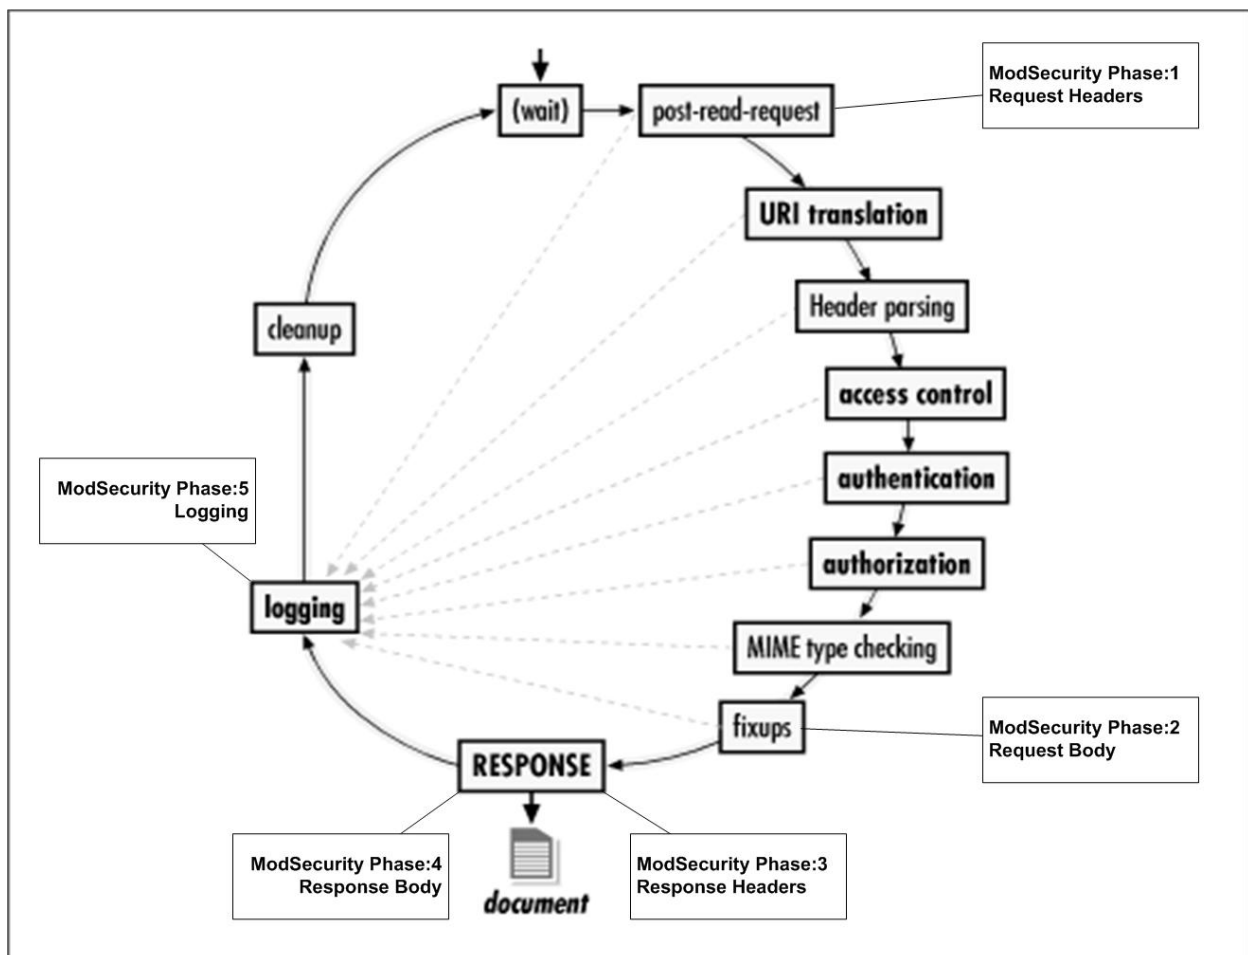 ModSecurity Phase:1
Request Headers
(wait)
post-read-request
URI translation
Header parsing
cleanup
access control
authentication
ModSecurity Phase:5
Logging
authorization
logging
MIME type checking
fixups
ModSecurity Phase:2
Request Body
RESPONSE
ModSecurity Phase:4
Response Body
ModSecurity Phase:3
Response Headers
document